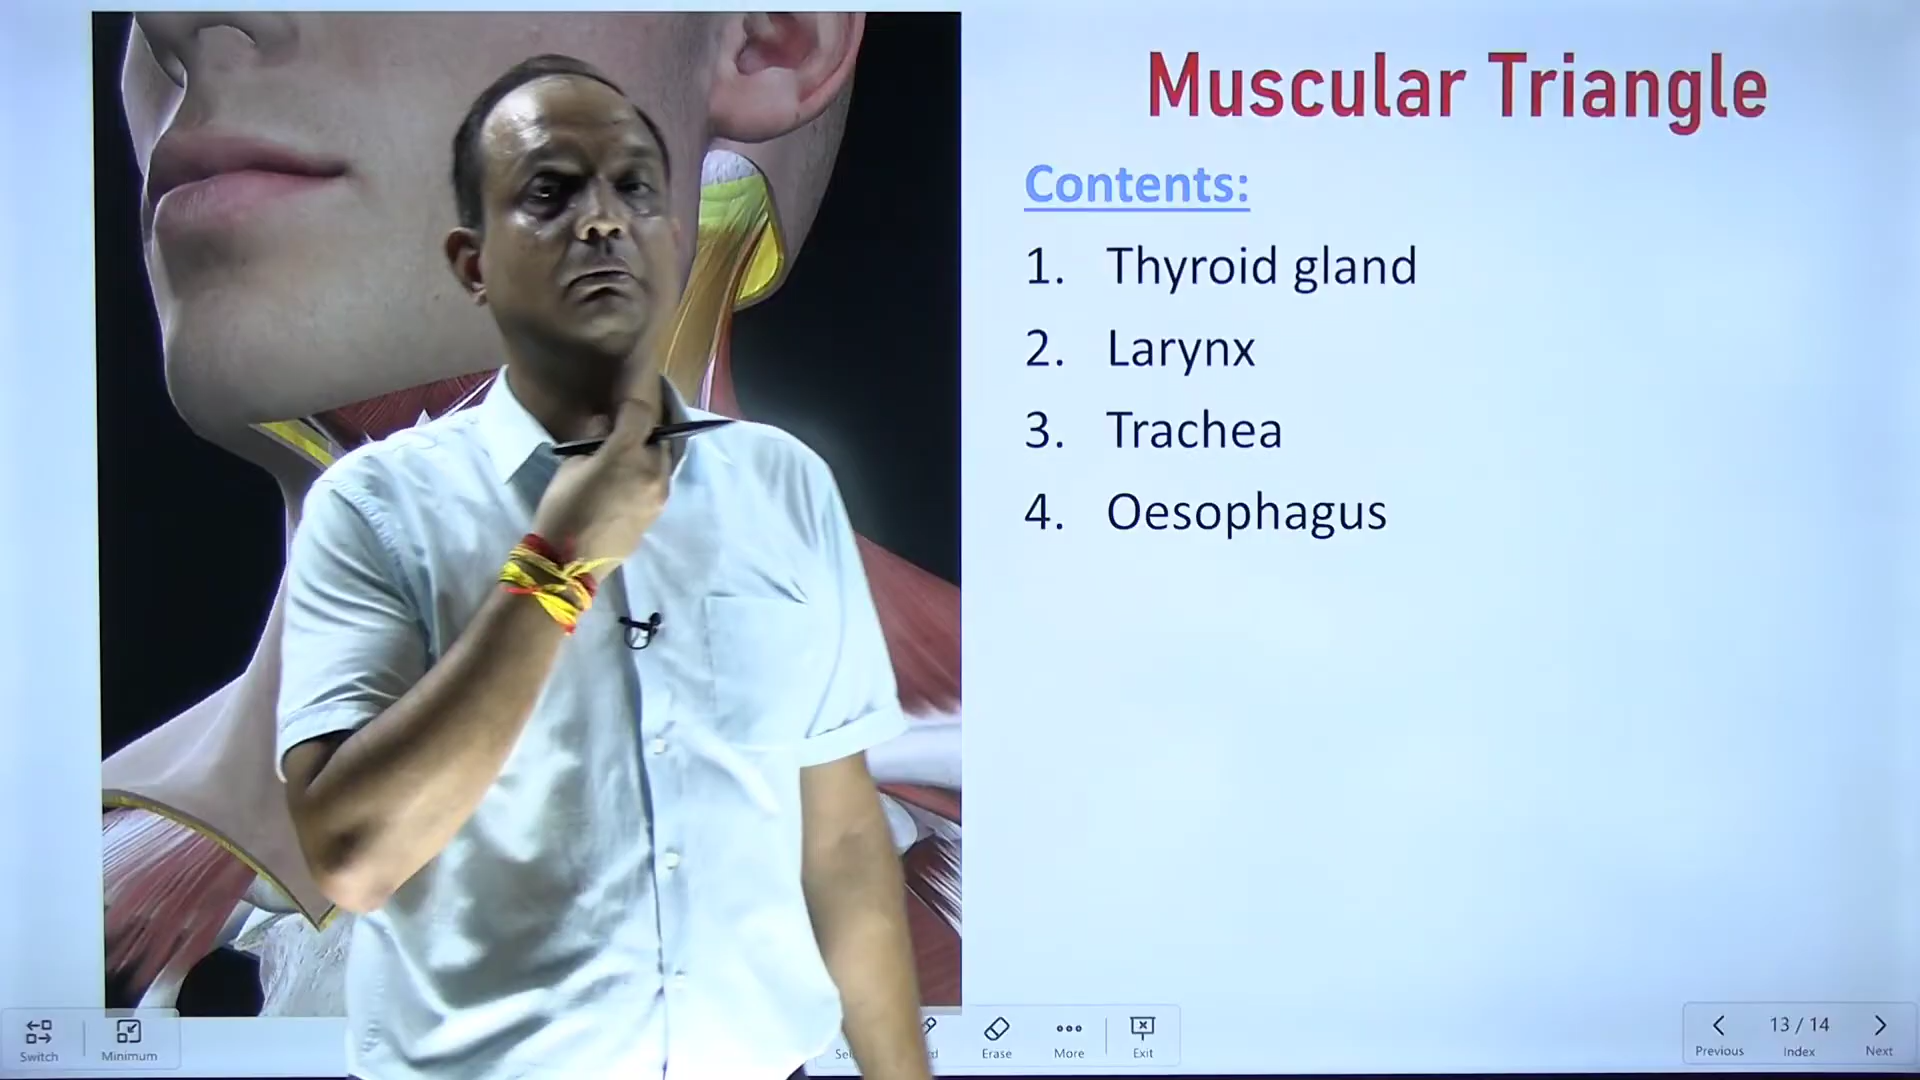 Muscular Triangle
Contents:
1. Thyroid gland
2. Larynx
3. Trachea
4. Oesophagus
Switch
Minimum
Erase
More
Exit
Previous
13 / 14
Index
Next